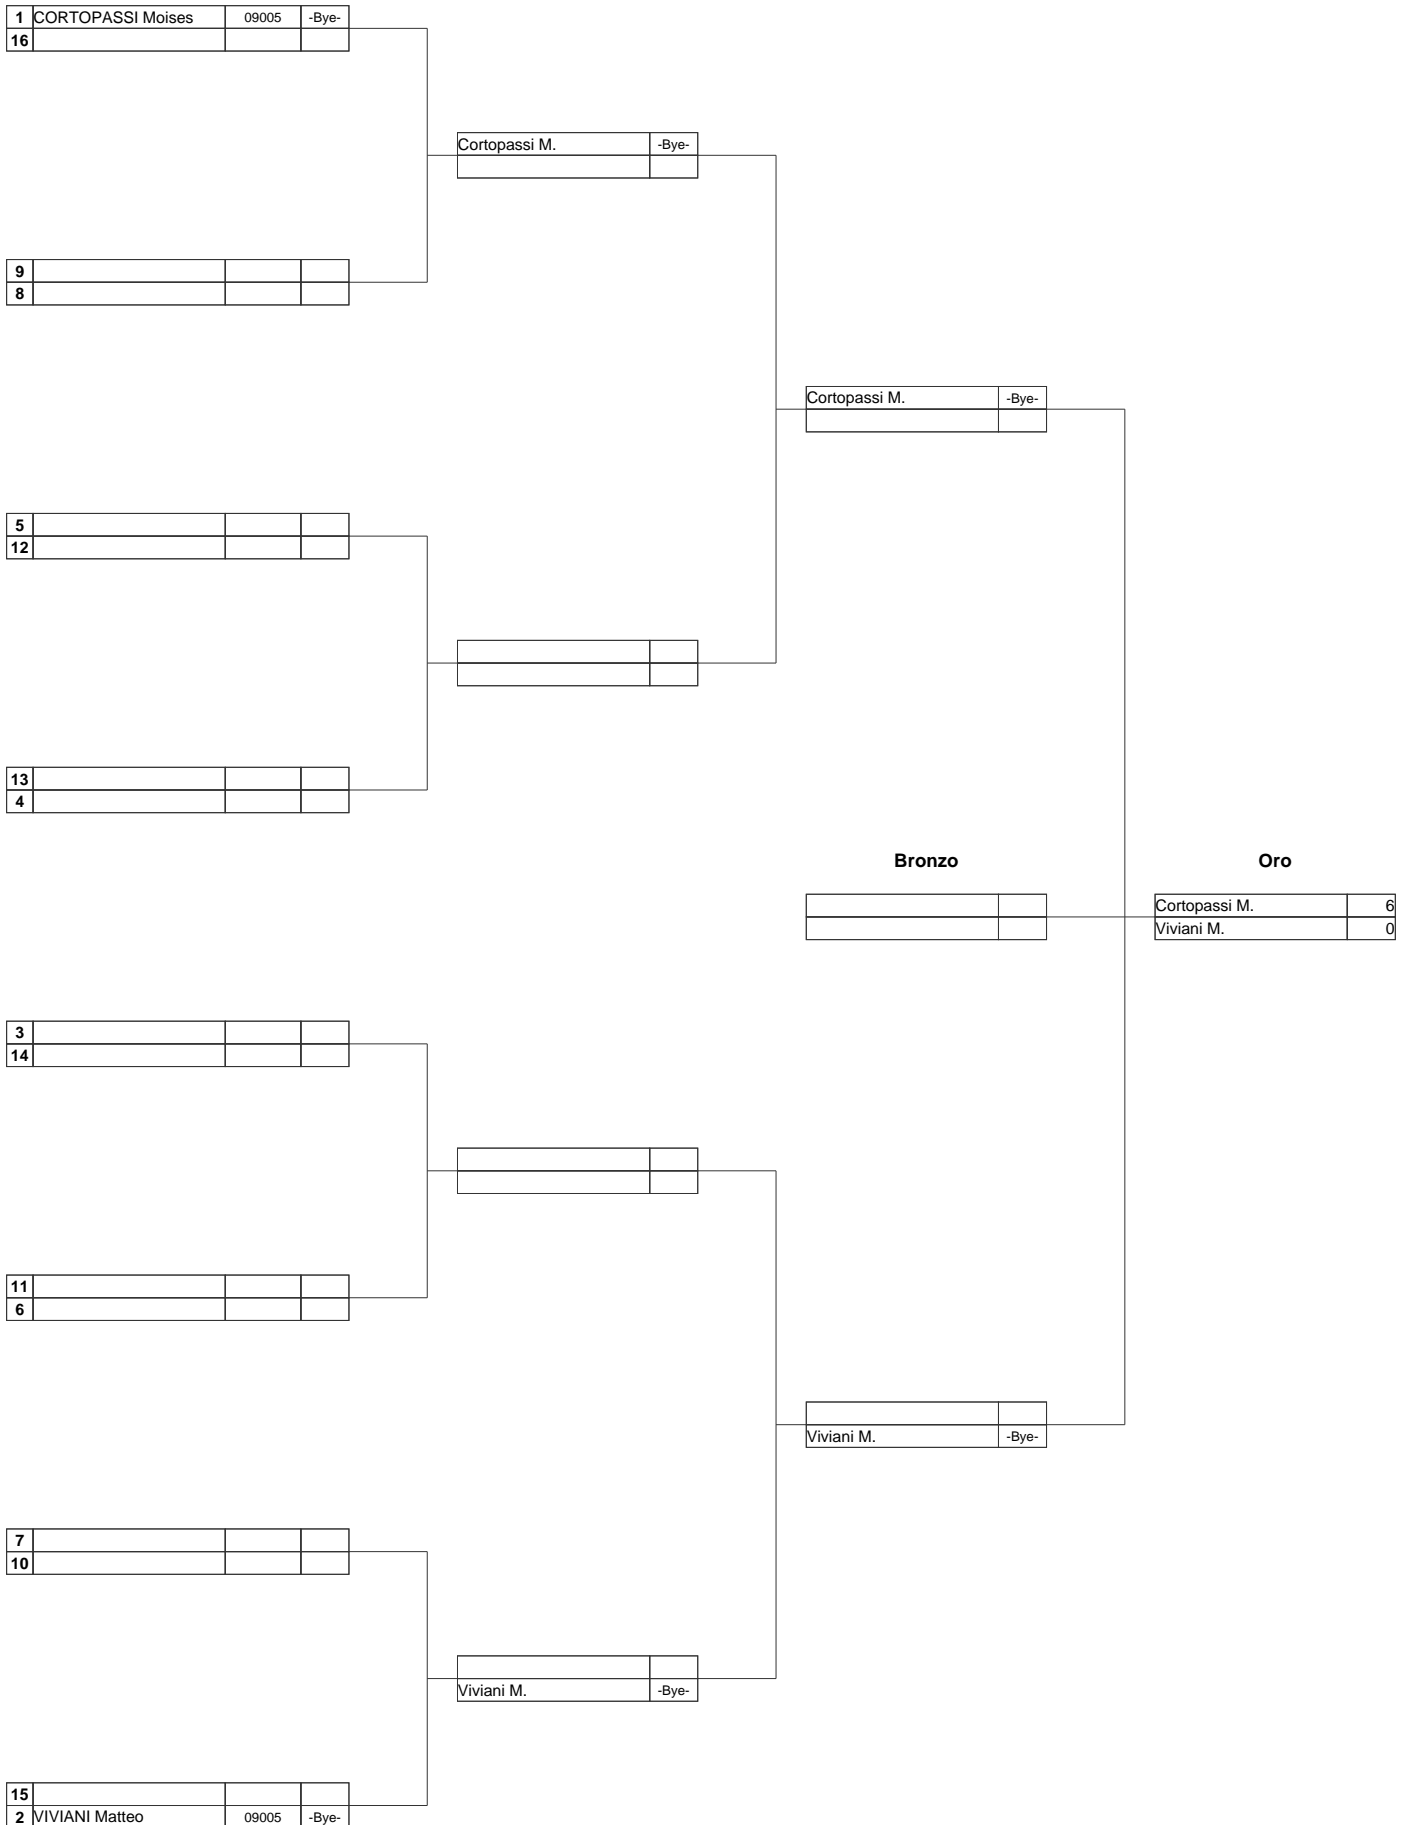 1 CORTOPASSI Moises 09005 -Bye-
16
Cortopassi M. -Bye-
9
8
Cortopassi M. -Bye-
5
12
13
4
Bronzo Oro
Cortopassi M. 6
Viviani M. 0
3
14
11
6
Viviani M. -Bye-
7
10
Viviani M. -Bye-
15
2 VIVIANI Matteo 09005 -Bye-